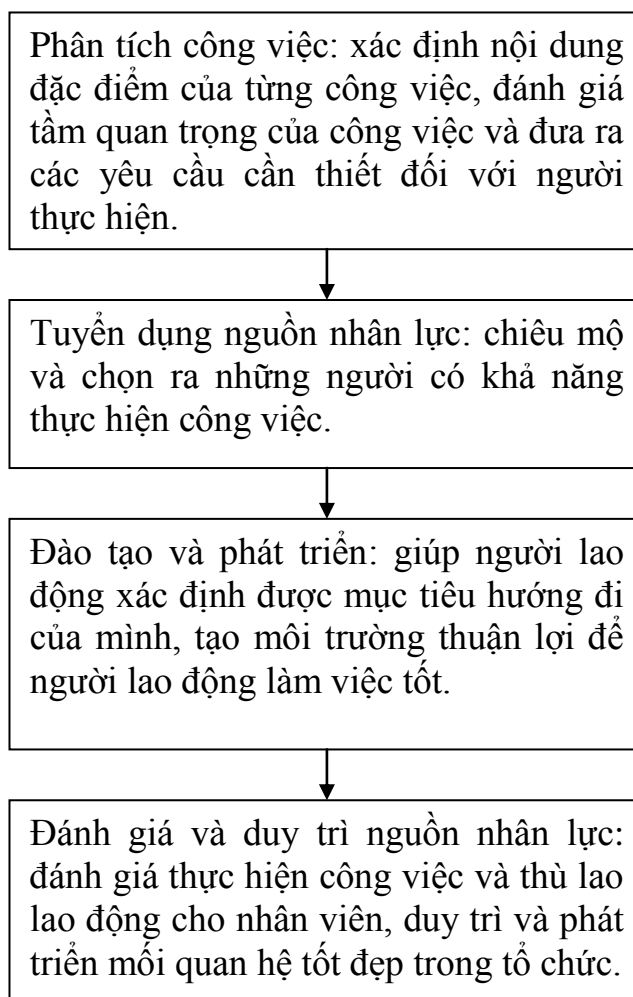 Phân tích công việc: xác định nội dung
đặc điểm của từng công việc, đánh giá
tầm quan trọng của công việc và đưa ra
các yêu cầu cần thiết đối với người
thực hiện.
Tuyển dụng nguồn nhân lực: chiêu mộ
và chọn ra những người có khả năng
thực hiện công việc.
Đào tạo và phát triển: giúp người lao
động xác định được mục tiêu hướng đi
của mình, tạo môi trường thuận lợi để
người lao động làm việc tốt.
Đánh giá và duy trì nguồn nhân lực:
đánh giá thực hiện công việc và thù lao
lao động cho nhân viên, duy trì và phát
triển mối quan hệ tốt đẹp trong tổ chức.